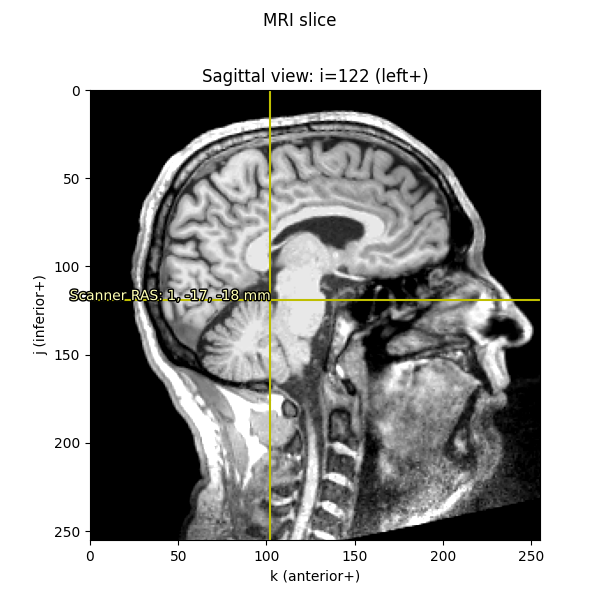 MRI slice
Sagittal view: i=122 (left+)
0
50
100
150
200
250
j (inferior+)
Scanner RAS: 1, -17, -18 mm
0 50 100 150 200 250
k (anterior+)